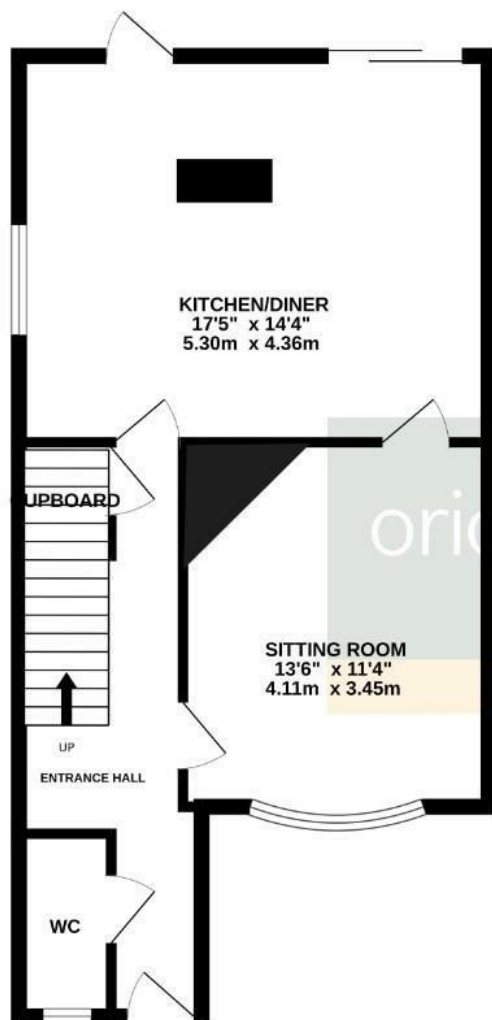 KITCHEN/DINER
17'5" x 14'4"
5.30m x 4.36m
CUPBOARD
SITTING ROOM
13'6" x 11'4"
4.11m x 3.45m
UP
ENTRANCE HALL
WC